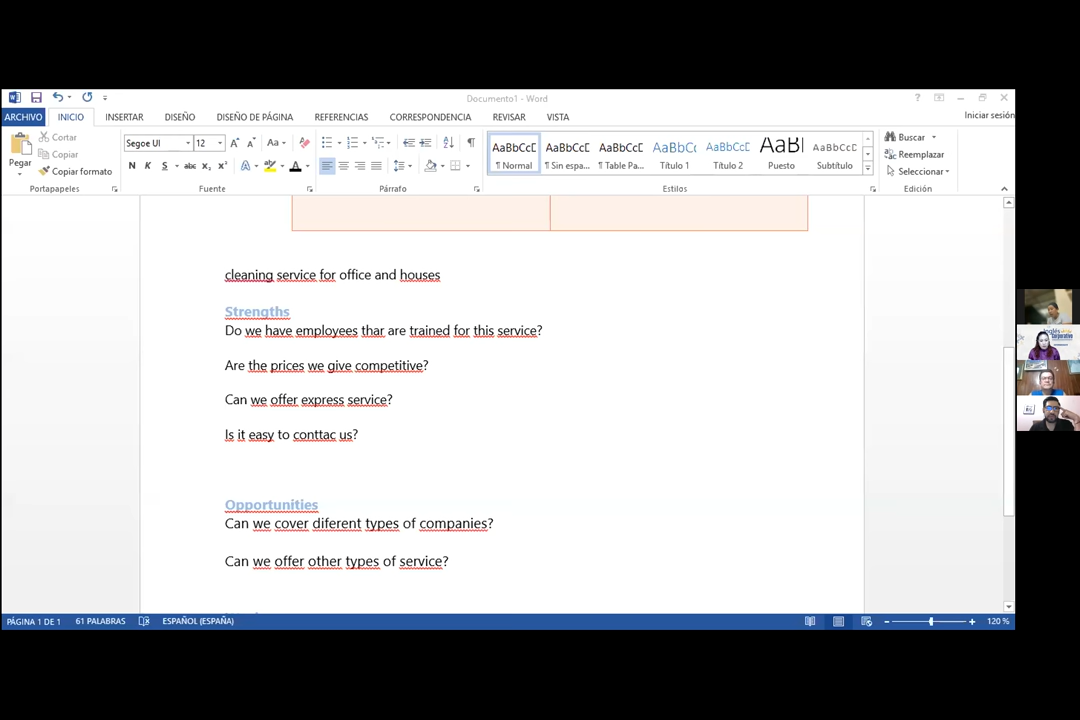 Documento1 - Word
ARCHIVO INICIO INSERTAR DISEÑO DISEÑO DE PÁGINA REFERENCIAS CORRESPONDENCIA REVISAR VISTA Iniciar sesión
Pegar
Cortar
Copiar
Copiar formato
Portapapeles
Segoe UI 12
N K S abc x₂ x²
Fuente
Párrafo
AaBbCcD AaBbCcD AaBbCcD AaBbCc AaBbCcD AaBl AaBbCcD
¶ Normal ¶ Sin espa... ¶ Table Pa... Título 1 Título 2 Puesto Subtítulo
Estilos
Buscar
Reemplazar
Seleccionar
Edición
cleaning service for office and houses
Strengths
Do we have employees thar are trained for this service?
Are the prices we give competitive?
Can we offer express service?
Is it easy to conttac us?
Opportunities
Can we cover diferent types of companies?
Can we offer other types of service?
PÁGINA 1 DE 1 61 PALABRAS ESPAÑOL (ESPAÑA) 120 %